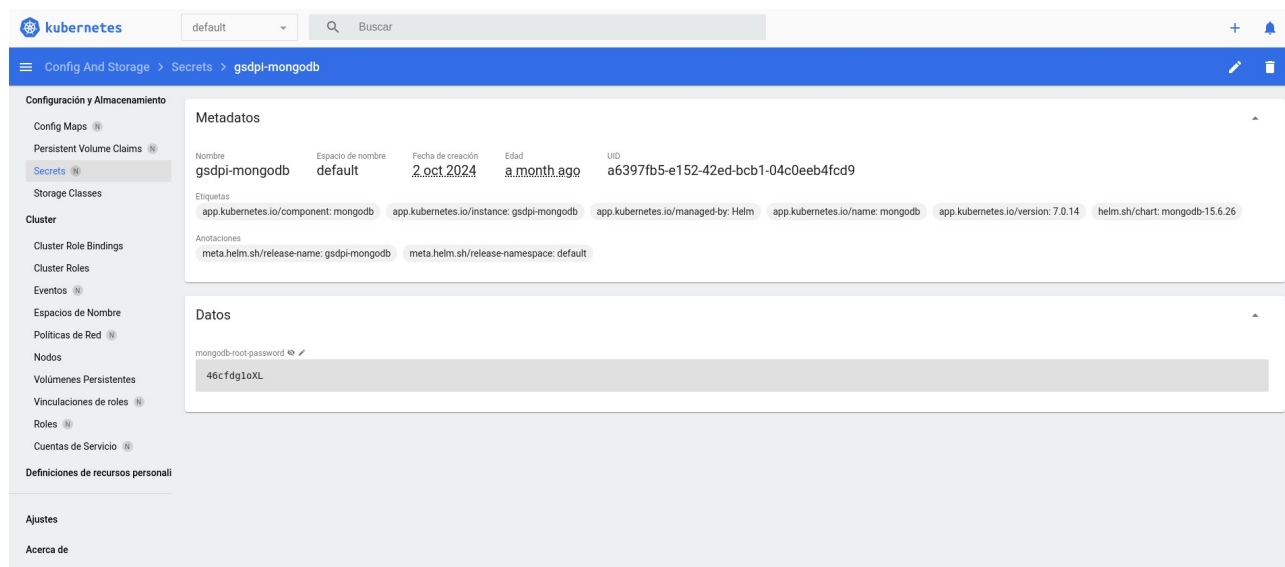 kubernetes
default
Buscar
Config And Storage > Secrets > gsdpi-mongodb
Configuración y Almacenamiento
Config Maps N
Persistent Volume Claims N
Secrets N
Storage Classes
Cluster
Cluster Role Bindings
Cluster Roles
Eventos N
Espacios de Nombre
Políticas de Red N
Nodos
Volúmenes Persistentes
Vinculaciones de roles N
Roles N
Cuentas de Servicio N
Definiciones de recursos personali
Ajustes
Acerca de
Metadatos
Nombre Espacio de nombre Fecha de creación Edad UID
gsdpi-mongodb default 2 oct 2024 a month ago a6397fb5-e152-42ed-bcb1-04c0eeb4fcd9
Etiquetas
app.kubernetes.io/component: mongodb app.kubernetes.io/instance: gsdpi-mongodb app.kubernetes.io/managed-by: Helm app.kubernetes.io/name: mongodb app.kubernetes.io/version: 7.0.14 helm.sh/chart: mongodb-15.6.26
Anotaciones
meta.helm.sh/release-name: gsdpi-mongodb meta.helm.sh/release-namespace: default
Datos
mongodb-root-password
46cfdg1oXL